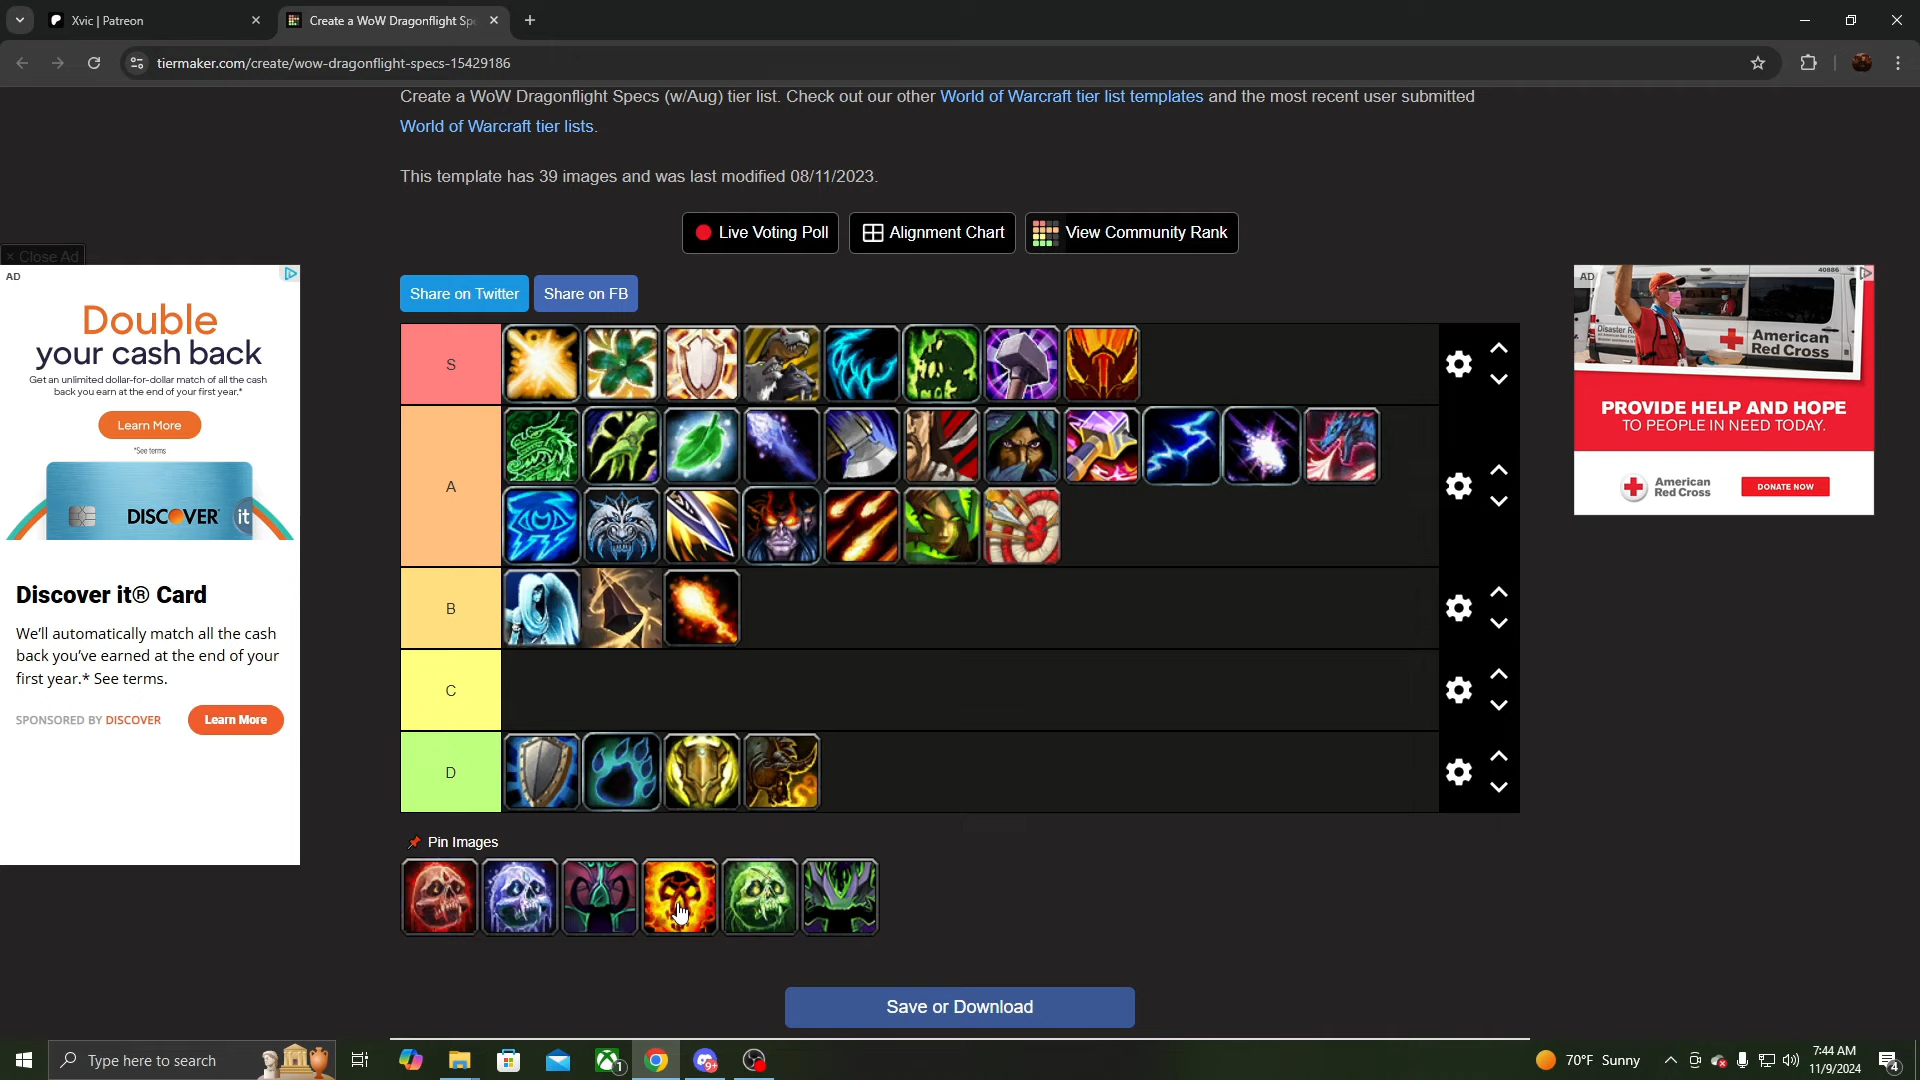 Xvic | Patreon
Create a WoW Dragonflight Spe
tiermaker.com/create/wow-dragonflight-specs-15429186
Create a WoW Dragonflight Specs (w/Aug) tier list. Check out our other World of Warcraft tier list templates and the most recent user submitted
World of Warcraft tier lists.
This template has 39 images and was last modified 08/11/2023.
Live Voting Poll
Alignment Chart
View Community Rank
× Close Ad
Share on Twitter
Share on FB
AD
Double
your cash back
Get an unlimited dollar-for-dollar match of all the cash
back you earn at the end of your first year.*
Learn More
*See terms
DISCOVER
it
Discover it® Card
We'll automatically match all the cash
back you've earned at the end of your
first year.* See terms.
SPONSORED BY DISCOVER
Learn More
S
A
B
C
D
Pin Images
Save or Download
AD
40886
American
Red Cross
PROVIDE HELP AND HOPE
TO PEOPLE IN NEED TODAY.
American
Red Cross
DONATE NOW
Type here to search
1
9+
70°F Sunny
7:44 AM
11/9/2024
4